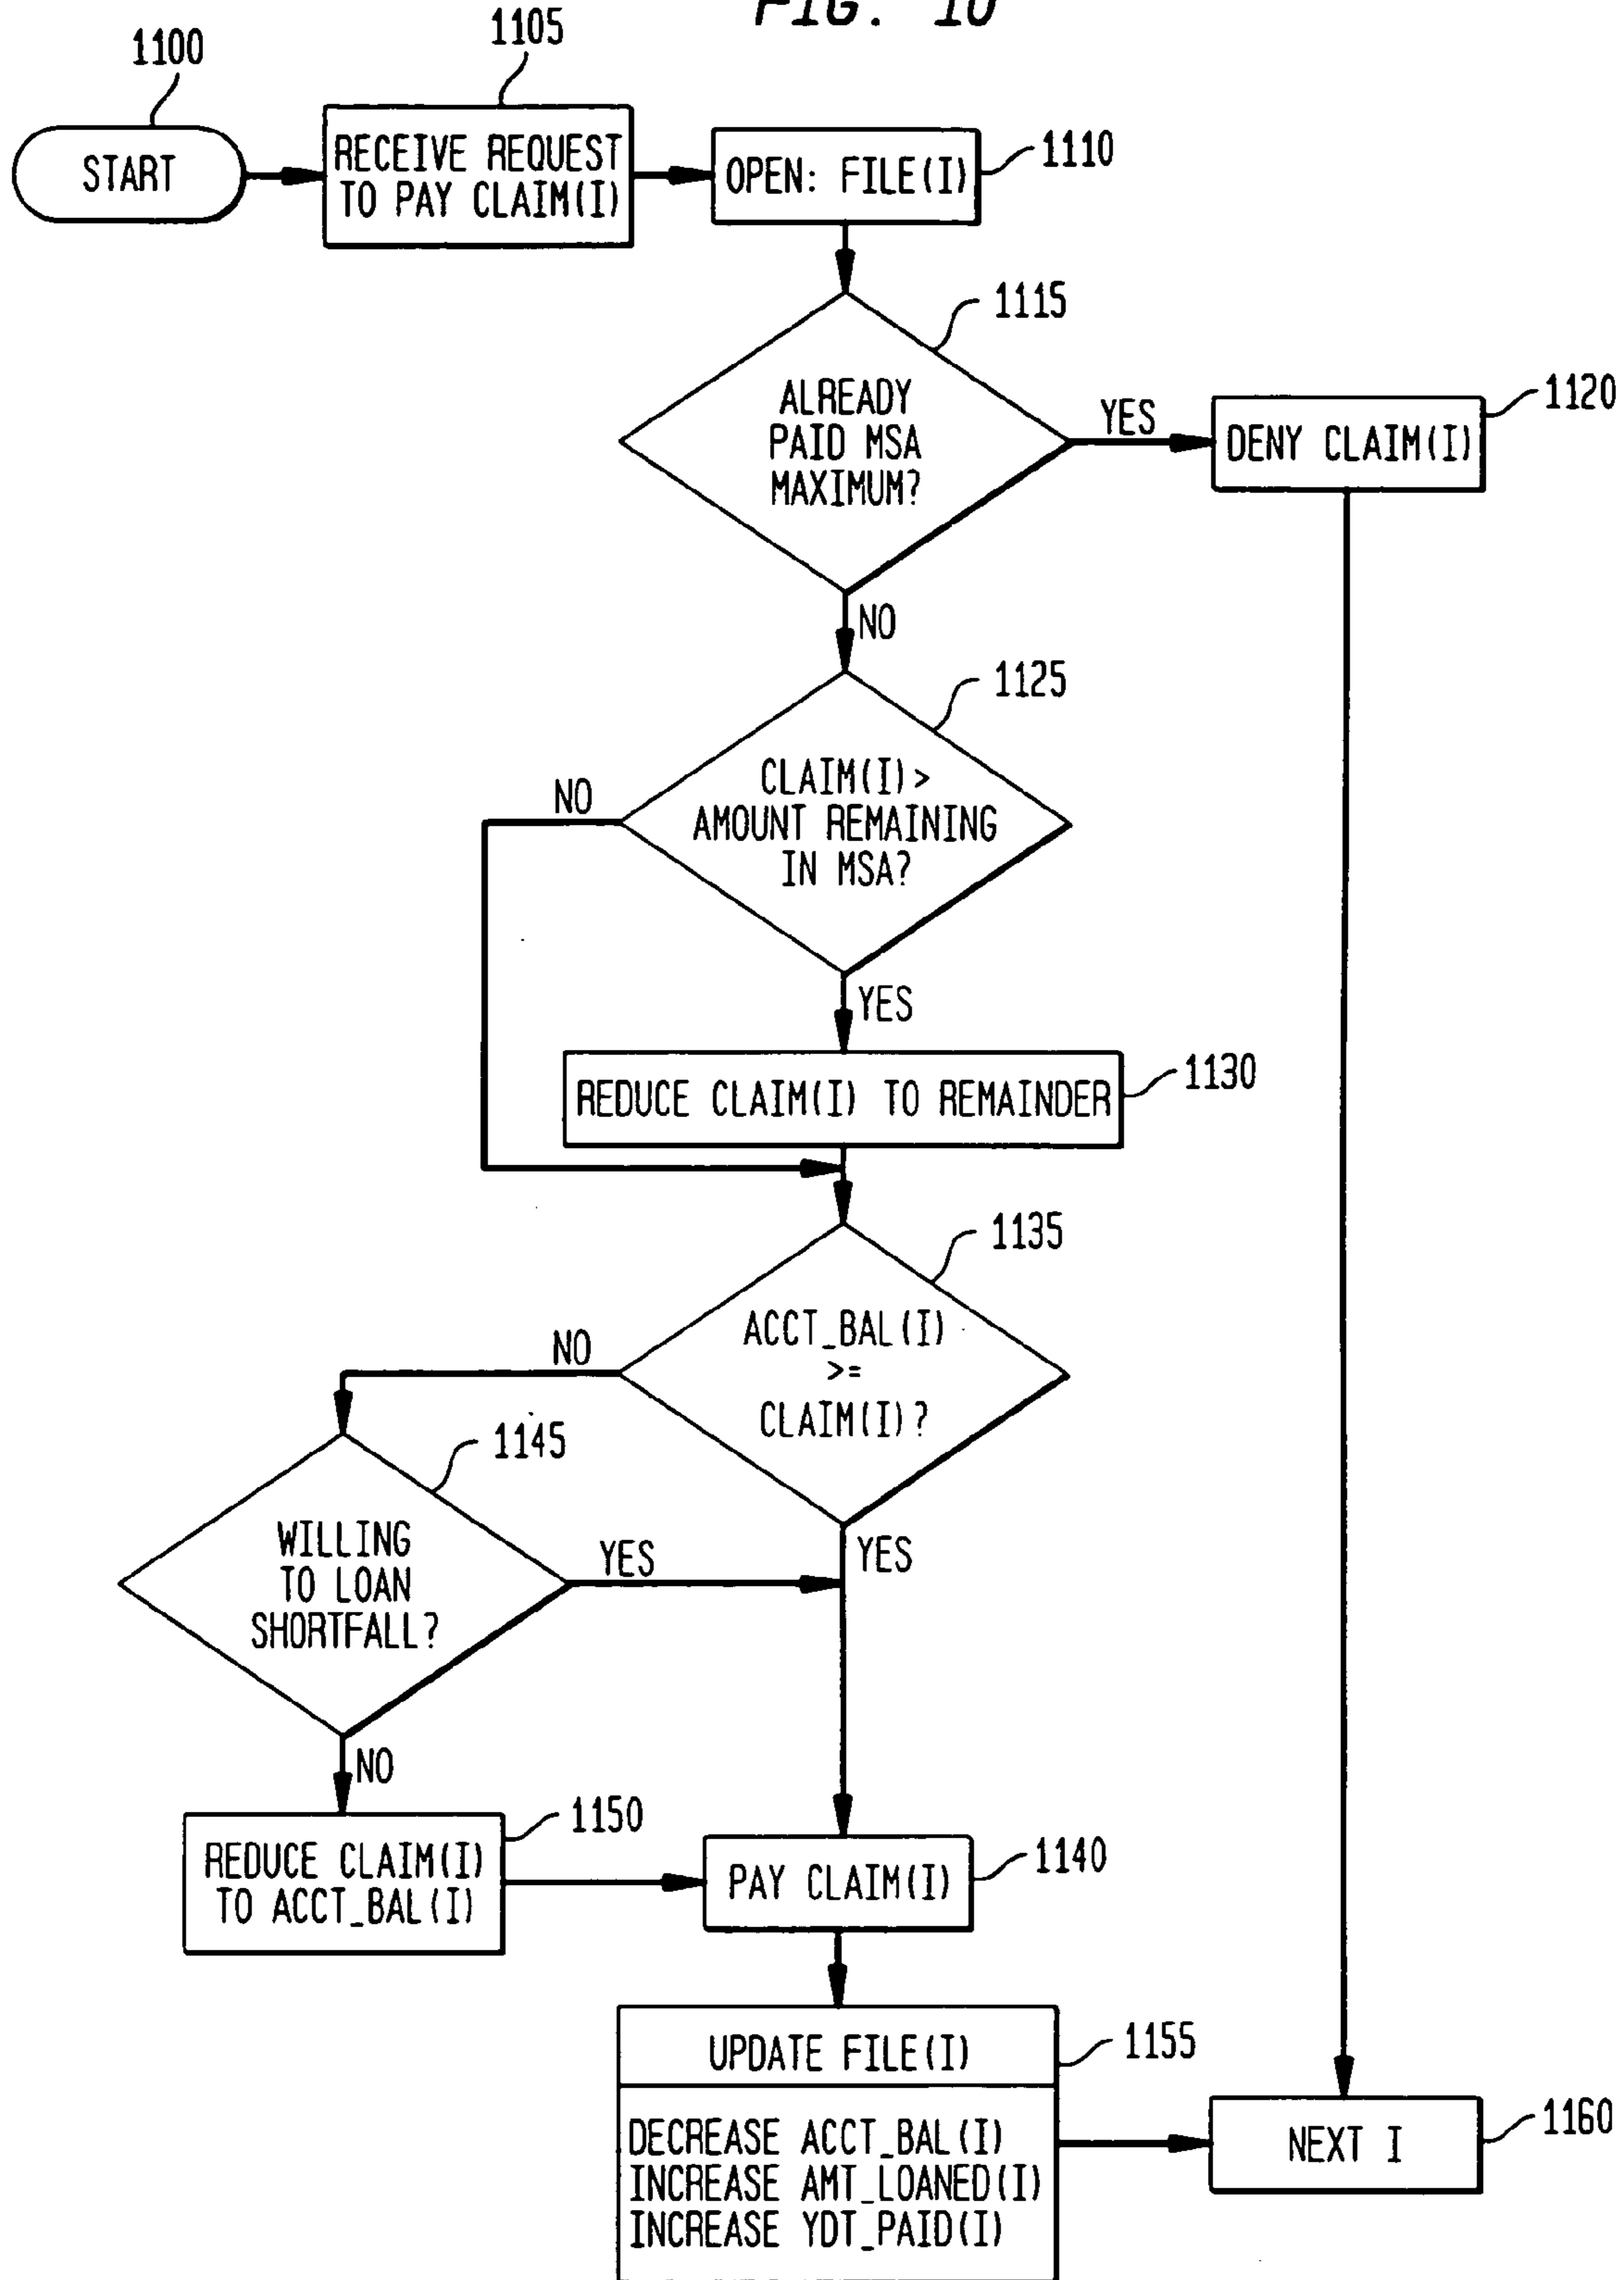 FIG. 10
1100
1105
START
RECEIVE REQUEST
TO PAY CLAIM(I)
OPEN: FILE(I)
1110
1115
ALREADY
PAID MSA
MAXIMUM?
YES
DENY CLAIM(I)
1120
NO
1125
CLAIM(I)>
AMOUNT REMAINING
IN MSA?
NO
YES
REDUCE CLAIM(I) TO REMAINDER
1130
1135
ACCT_BAL(I)
>=
CLAIM(I)?
NO
YES
1145
WILLING
TO LOAN
SHORTFALL?
YES
NO
REDUCE CLAIM(I)
TO ACCT_BAL(I)
1150
PAY CLAIM(I)
1140
UPDATE FILE(I)
1155
DECREASE ACCT_BAL(I)
INCREASE AMT_LOANED(I)
INCREASE YDT_PAID(I)
NEXT I
1160